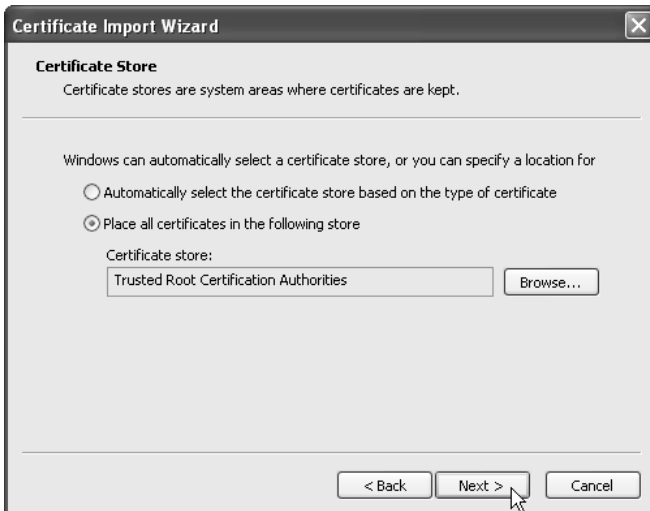 Certificate Import Wizard
Certificate Store
Certificate stores are system areas where certificates are kept.
Windows can automatically select a certificate store, or you can specify a location for
Automatically select the certificate store based on the type of certificate
Place all certificates in the following store
Certificate store:
Trusted Root Certification Authorities
Browse...
< Back
Next >
Cancel